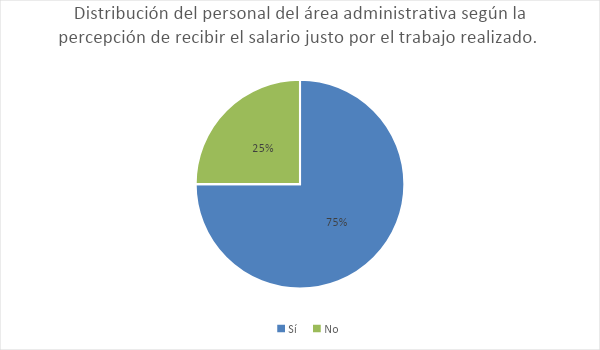 Distribución del personal del área administrativa según la
percepción de recibir el salario justo por el trabajo realizado.
25%
75%
Sí
No